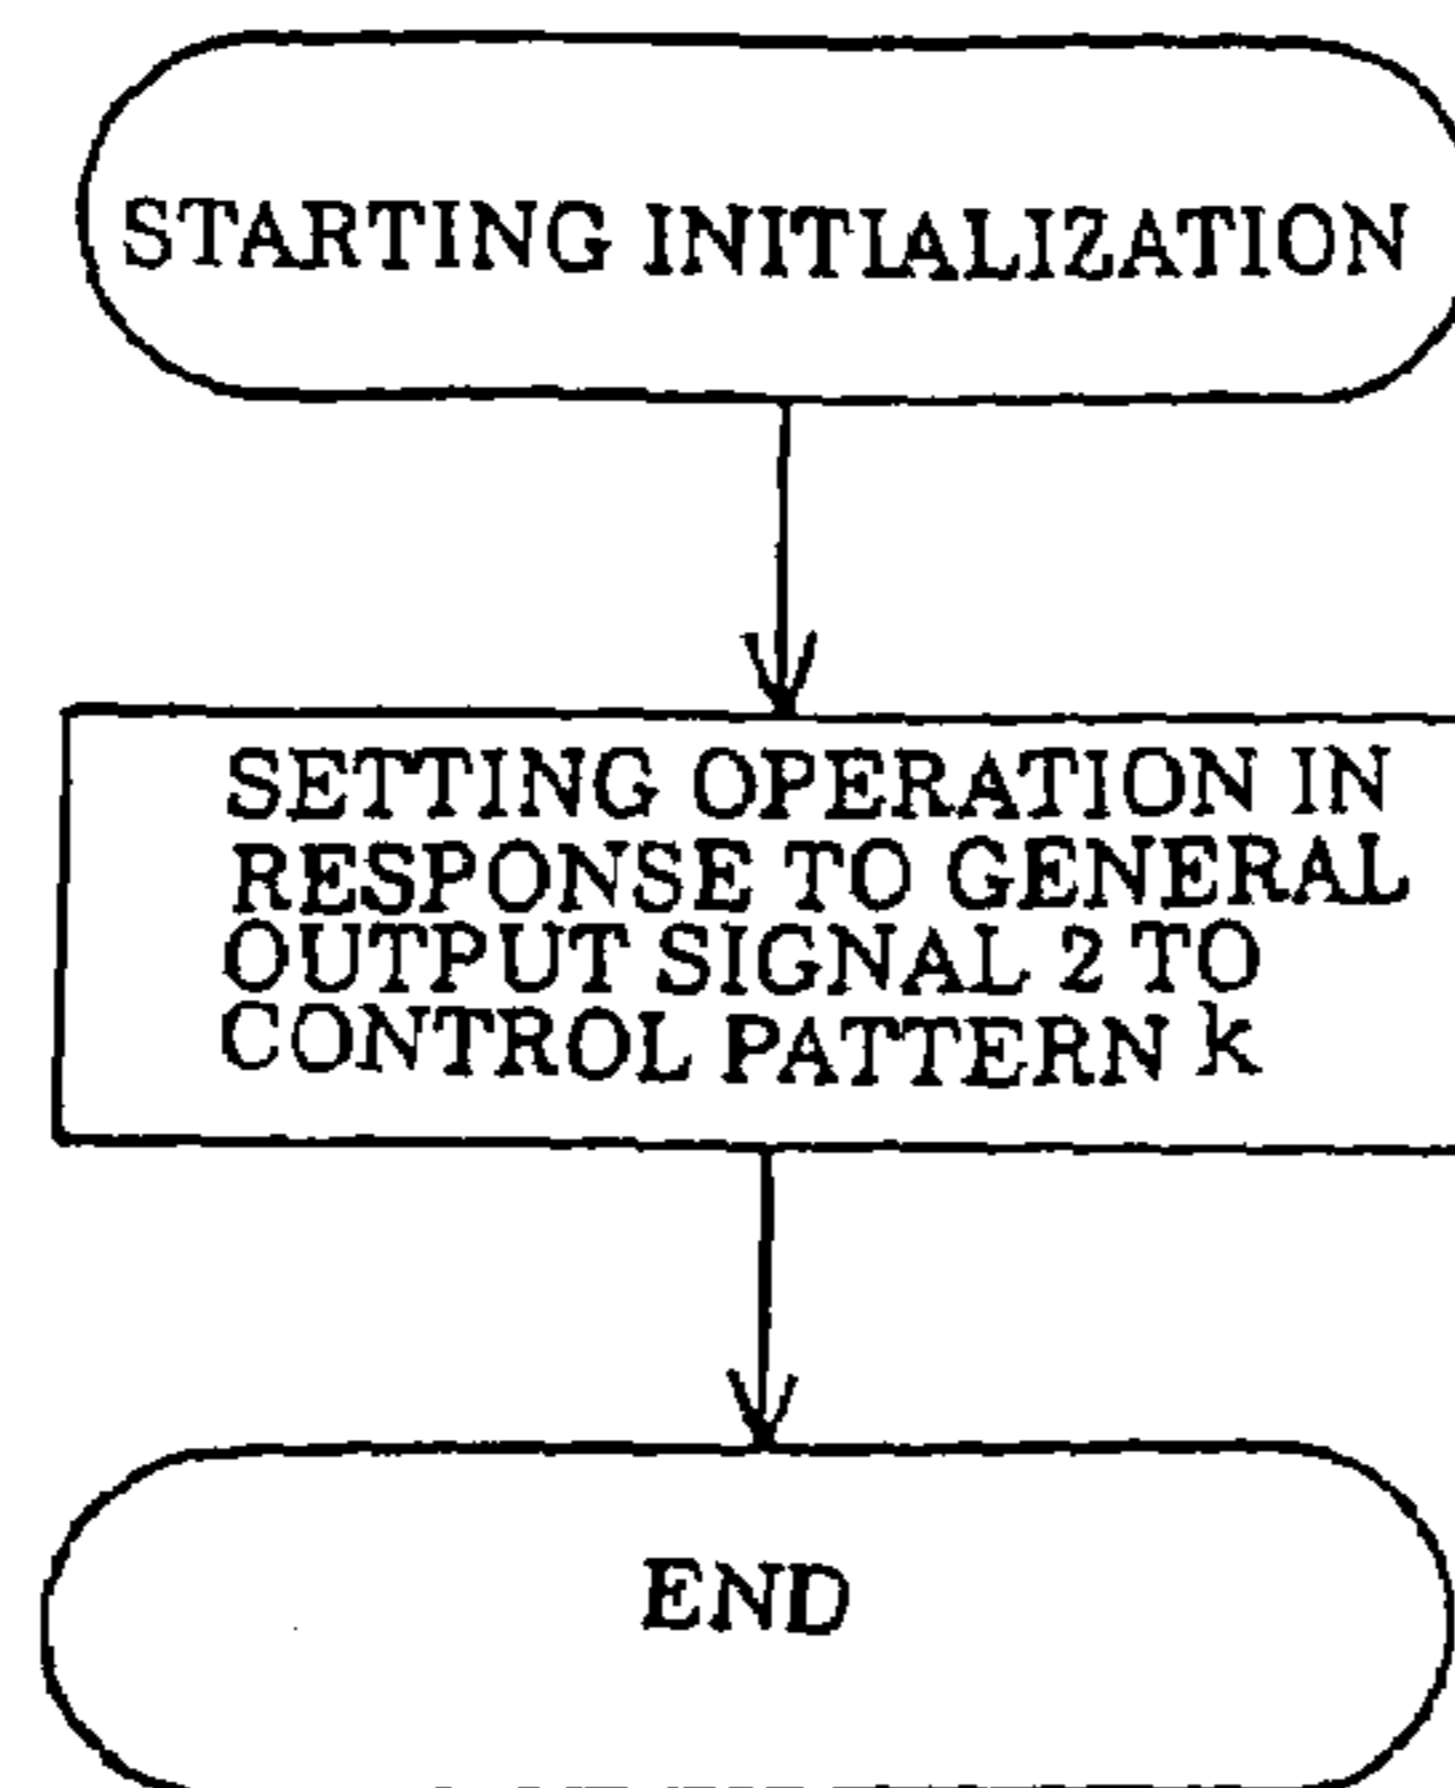 STARTING INITIALIZATION
SETTING OPERATION IN
RESPONSE TO GENERAL
OUTPUT SIGNAL 2 TO
CONTROL PATTERN k
END